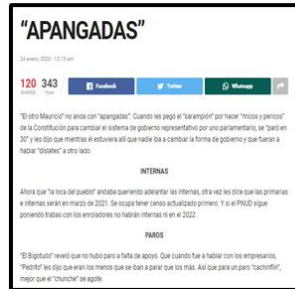 “APANGADAS”
24 enero, 2020 - 12:15 am
120 343
Facebook
Twitter
Whatsapp
"El otro Mauricio" no anda con "apangadas". Cuando les pegó el "sarampión" por hacer "micos y pericos"
de la Constitución para cambiar el sistema de gobierno representativo por uno parlamentario, se "paró en
30" y les dijo que mientras él estuviera allí que nadie iba a cambiar la forma de gobierno y que fueran a
hablar "dislates" a otro lado.
INTERNAS
Ahora que "la loca del pueblo" andaba queriendo adelantar las internas, otra vez les dice que las primarias
e internas serán en marzo de 2021. Se ocupa tener censo actualizado primero. Y si el PNUD sigue
poniendo trabas con los enroladores no habrán internas ni en el 2022.
PAROS
"El Bigotudo" reveló que no hubo paro a falta de apoyo. Que cuando fue a hablar con los empresarios,
"Pedrito" les dijo que eran los menos que se iban a parar que los más. Así que para un paro "cachinflín",
mejor que el "chunche" se agote.